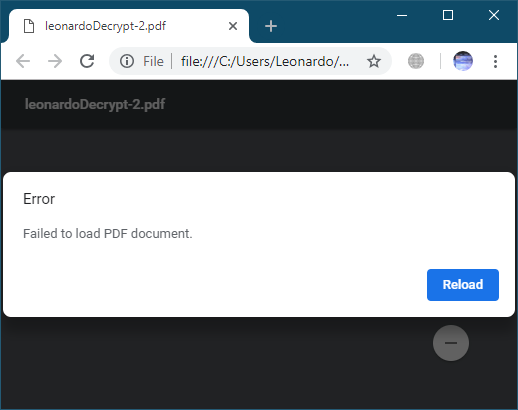 leonardoDecrypt-2.pdf
File file:///C:/Users/Leonardo/...
leonardoDecrypt-2.pdf
Error
Failed to load PDF document.
Reload